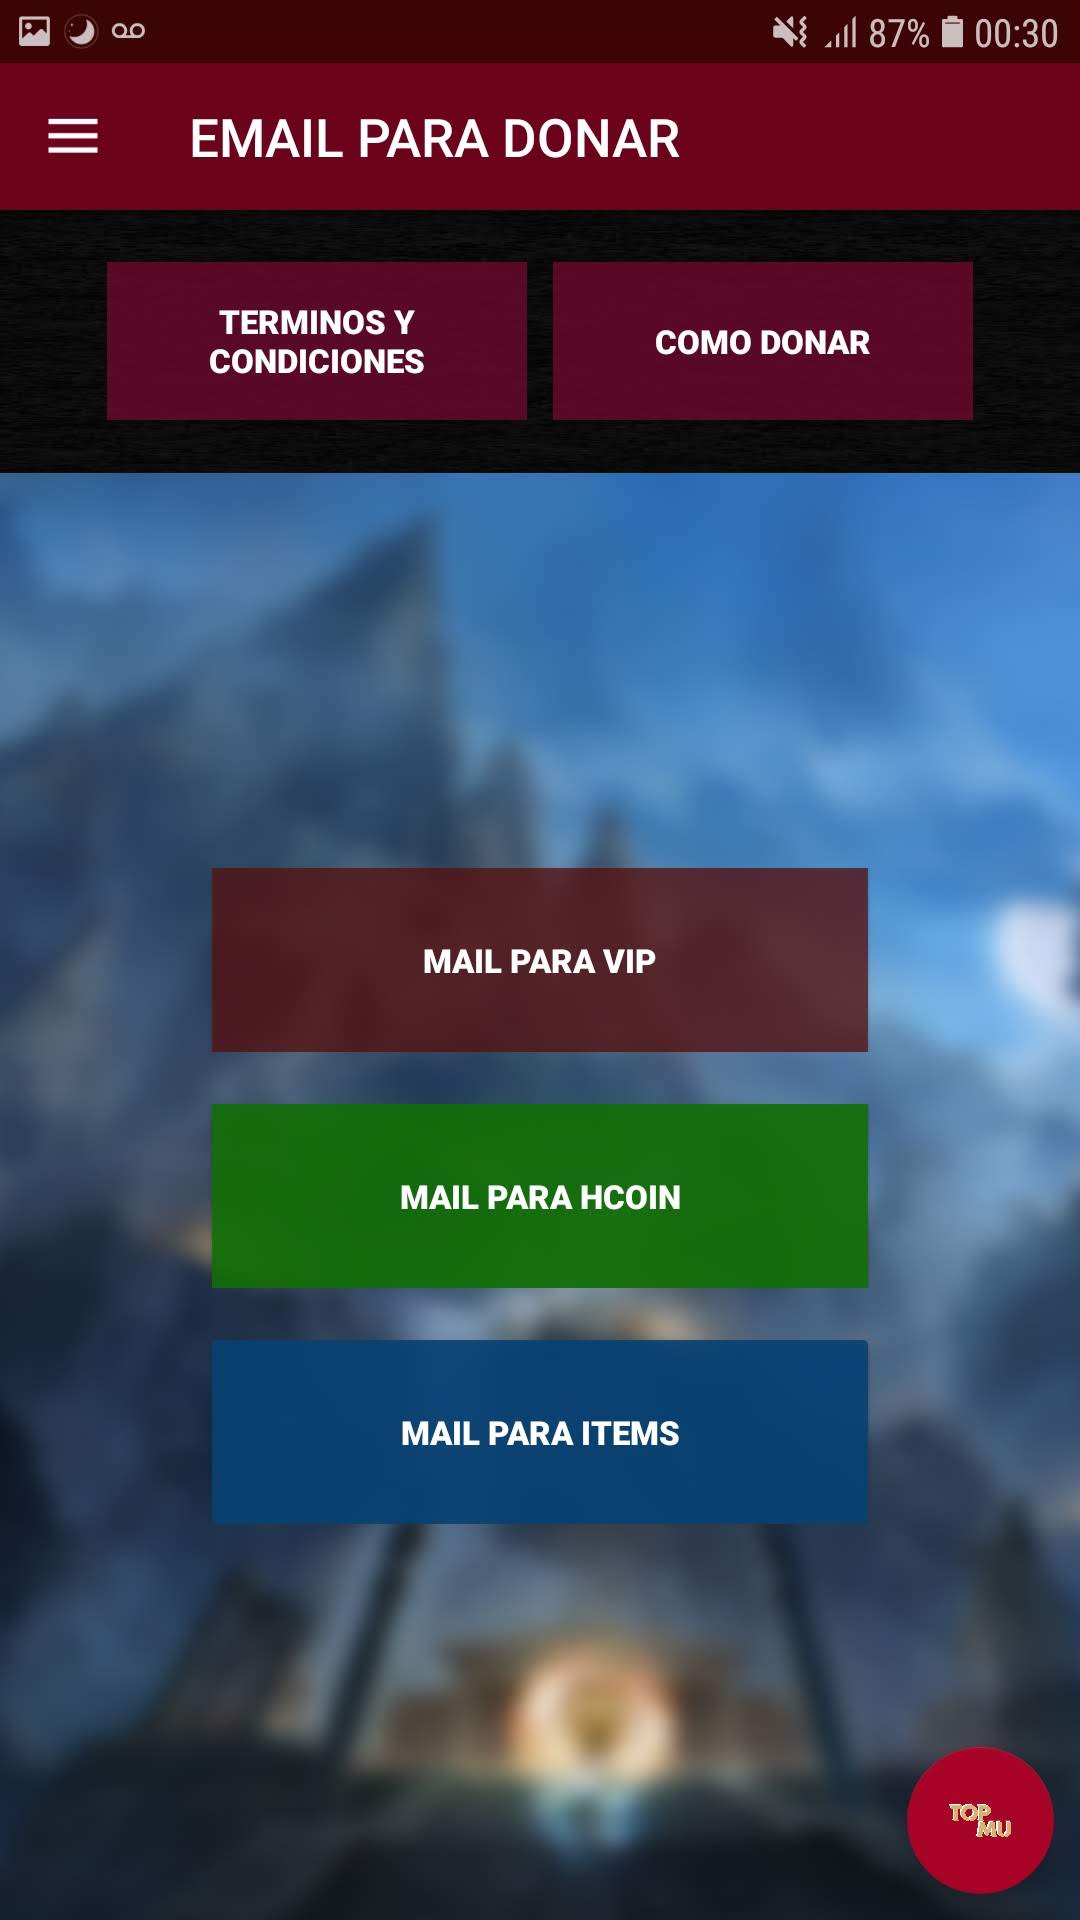 87% 00:30
EMAIL PARA DONAR
TERMINOS Y
CONDICIONES
COMO DONAR
MAIL PARA VIP
MAIL PARA HCOIN
MAIL PARA ITEMS
TOP
MU